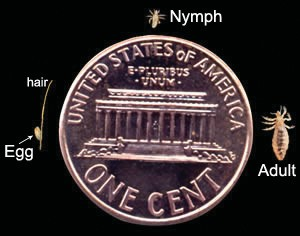 Nymph
hair
Egg
Adult
UNITED STATES of AMERICA
E·PLURIBUS
UNUM
ONE CENT